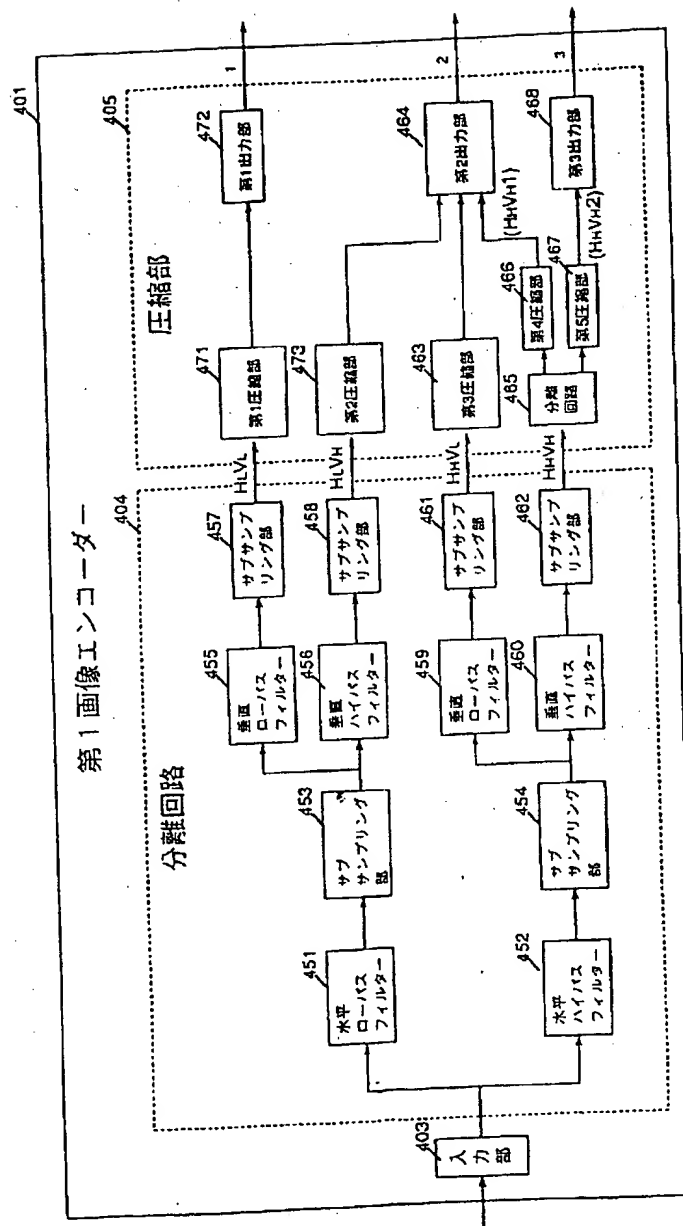 401
第1画像エンコーダー
404
分離回路
405
圧縮部
403
入力部
451
水平
ローパス
フィルター
452
水平
ハイパス
フィルター
453
サブ
サンプリング
部
454
サブ
サンプリング
部
455
垂直
ローパス
フィルター
456
垂直
ハイパス
フィルター
459
垂直
ローパス
フィルター
460
垂直
ハイパス
フィルター
457
サブサンプ
リング部
458
サブサンプ
リング部
461
サブサンプ
リング部
462
サブサンプ
リング部
HLVL
HLVH
HHVL
HHVH
471
第1圧縮部
473
第2圧縮部
463
第3圧縮部
465
分離
回路
466
第4圧縮部
467
第5圧縮部
(HHVH1)
(HHVH2)
472
第1出力部
464
第2出力部
468
第3出力部
1
2
3